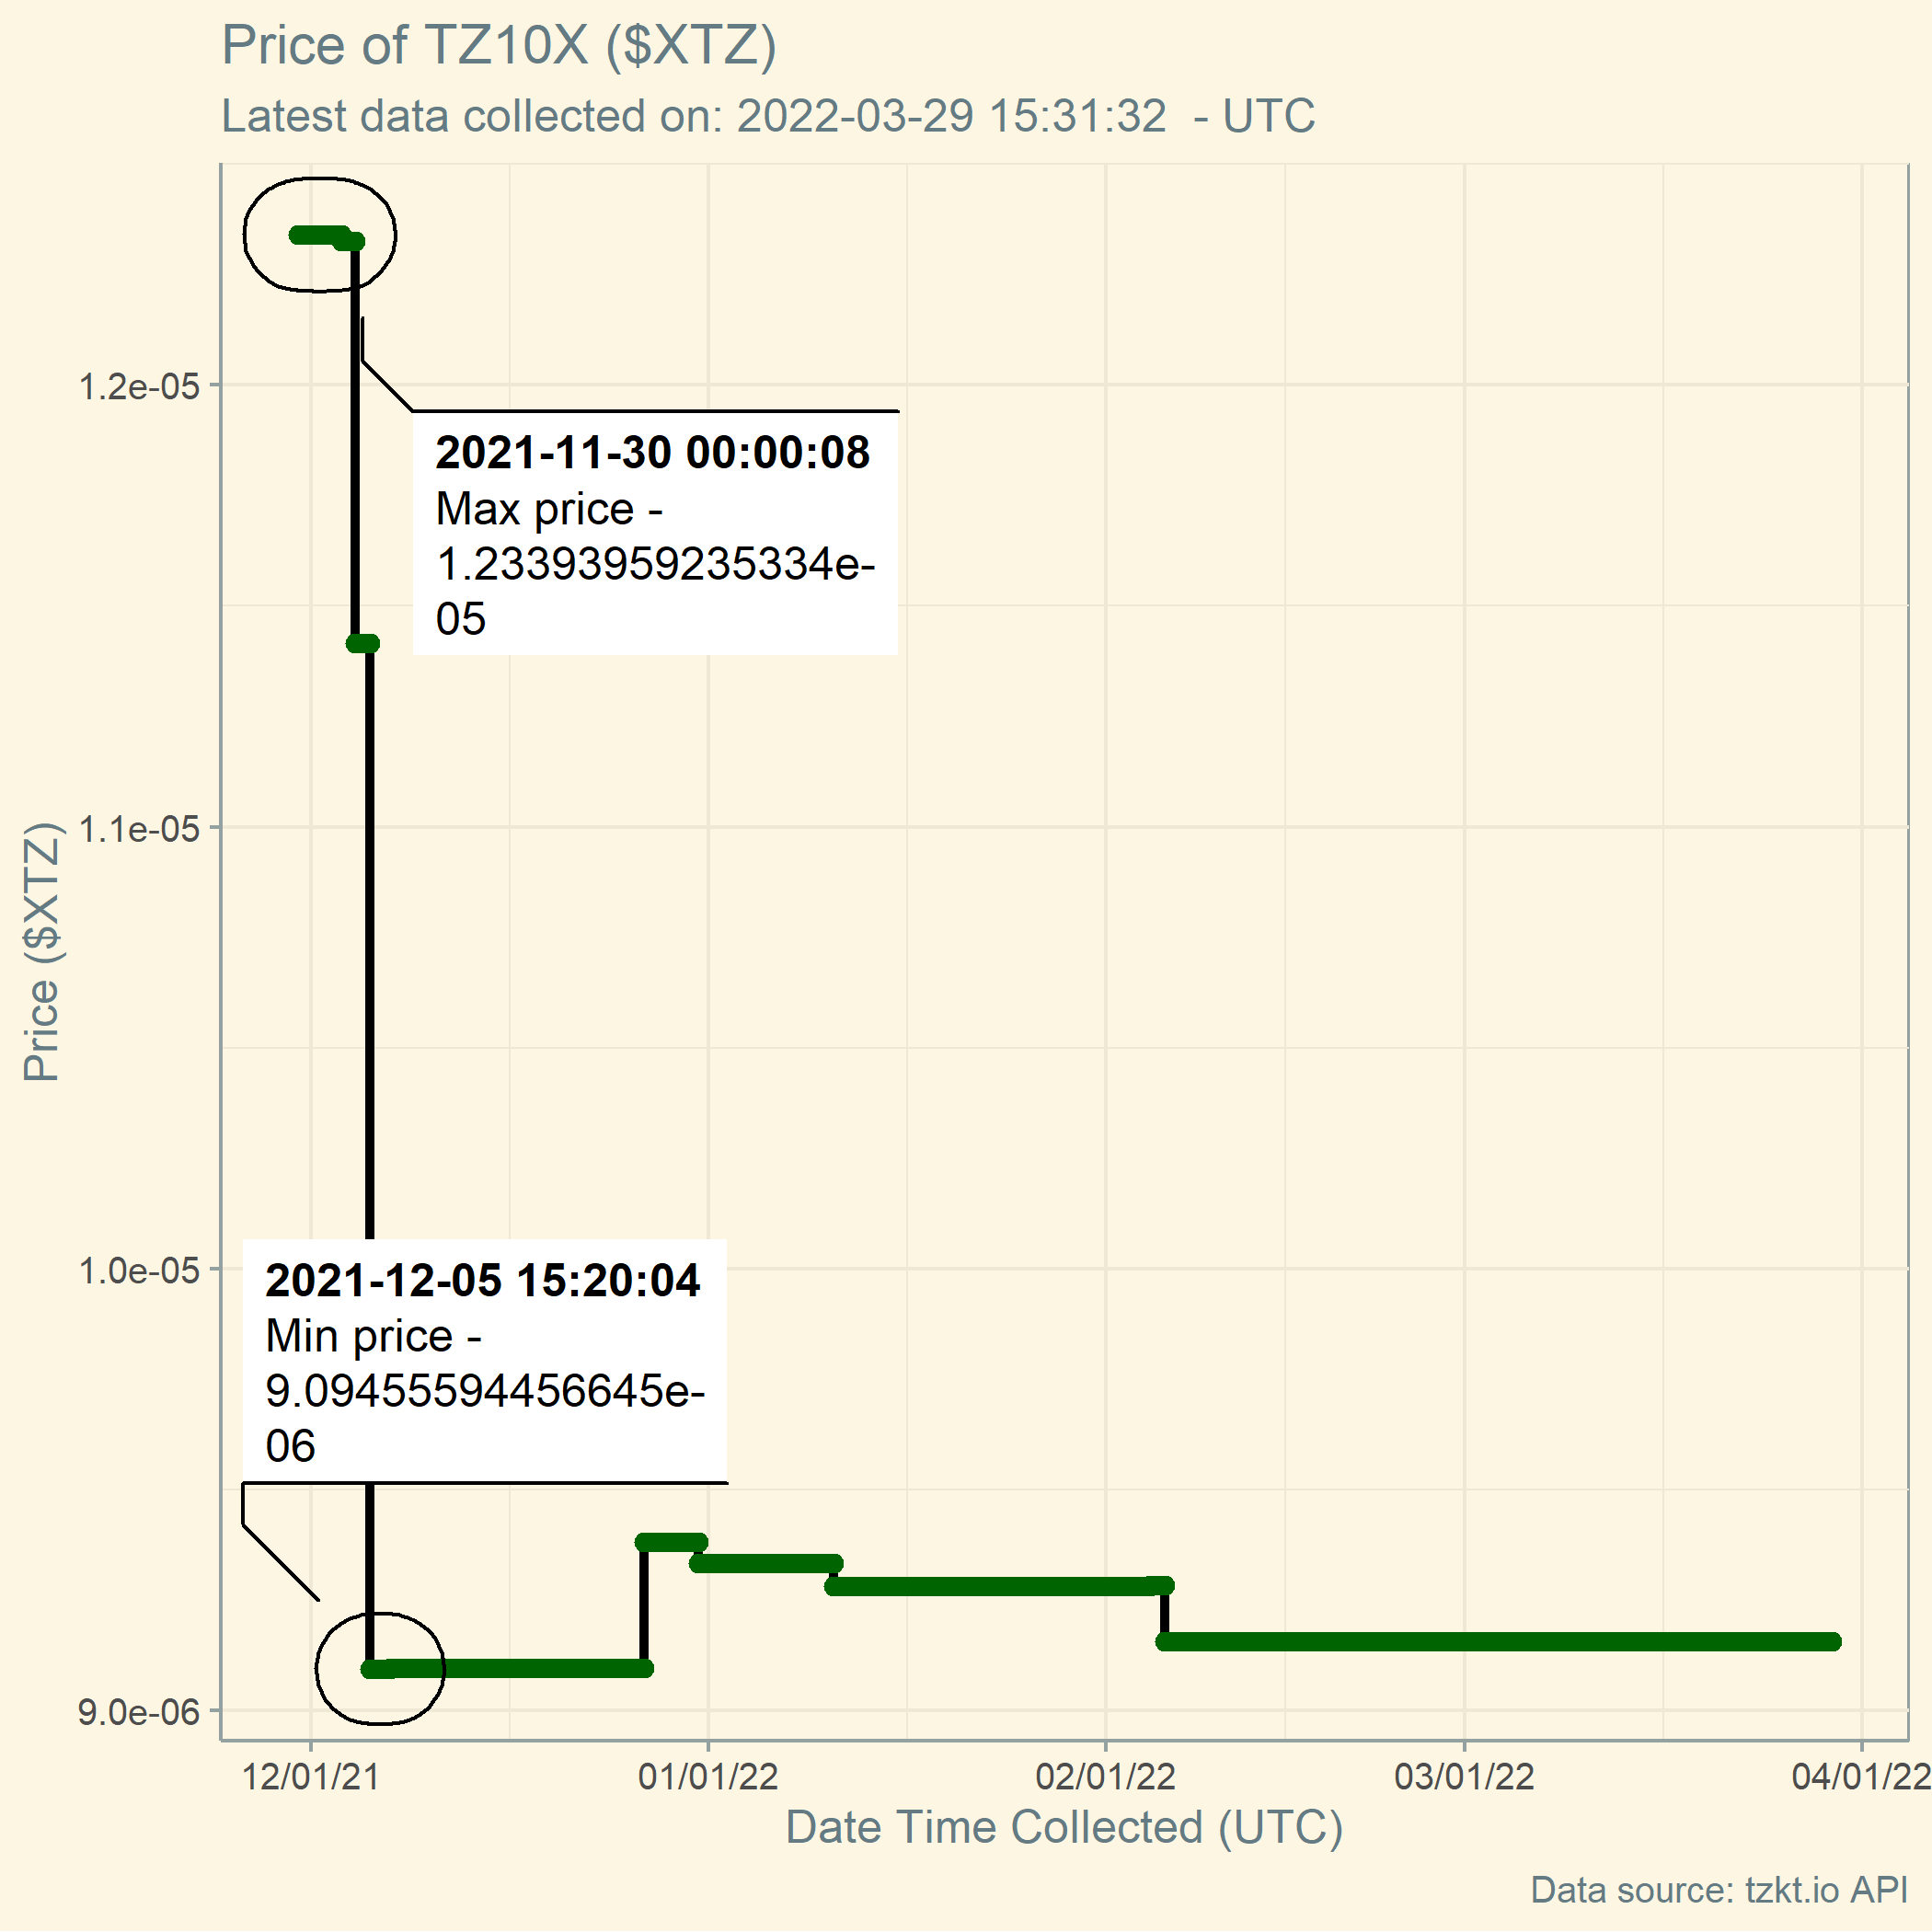 Price of TZ10X ($XTZ)
Latest data collected on: 2022-03-29 15:31:32  - UTC
1.2e-05
2021-11-30 00:00:08
Max price -
1.23393959235334e-
05
1.1e-05
Price ($XTZ)
1.0e-05
2021-12-05 15:20:04
Min price -
9.09455594456645e-
06
9.0e-06
12/01/21
01/01/22
02/01/22
03/01/22
04/01/22
Date Time Collected (UTC)
Data source: tzkt.io API